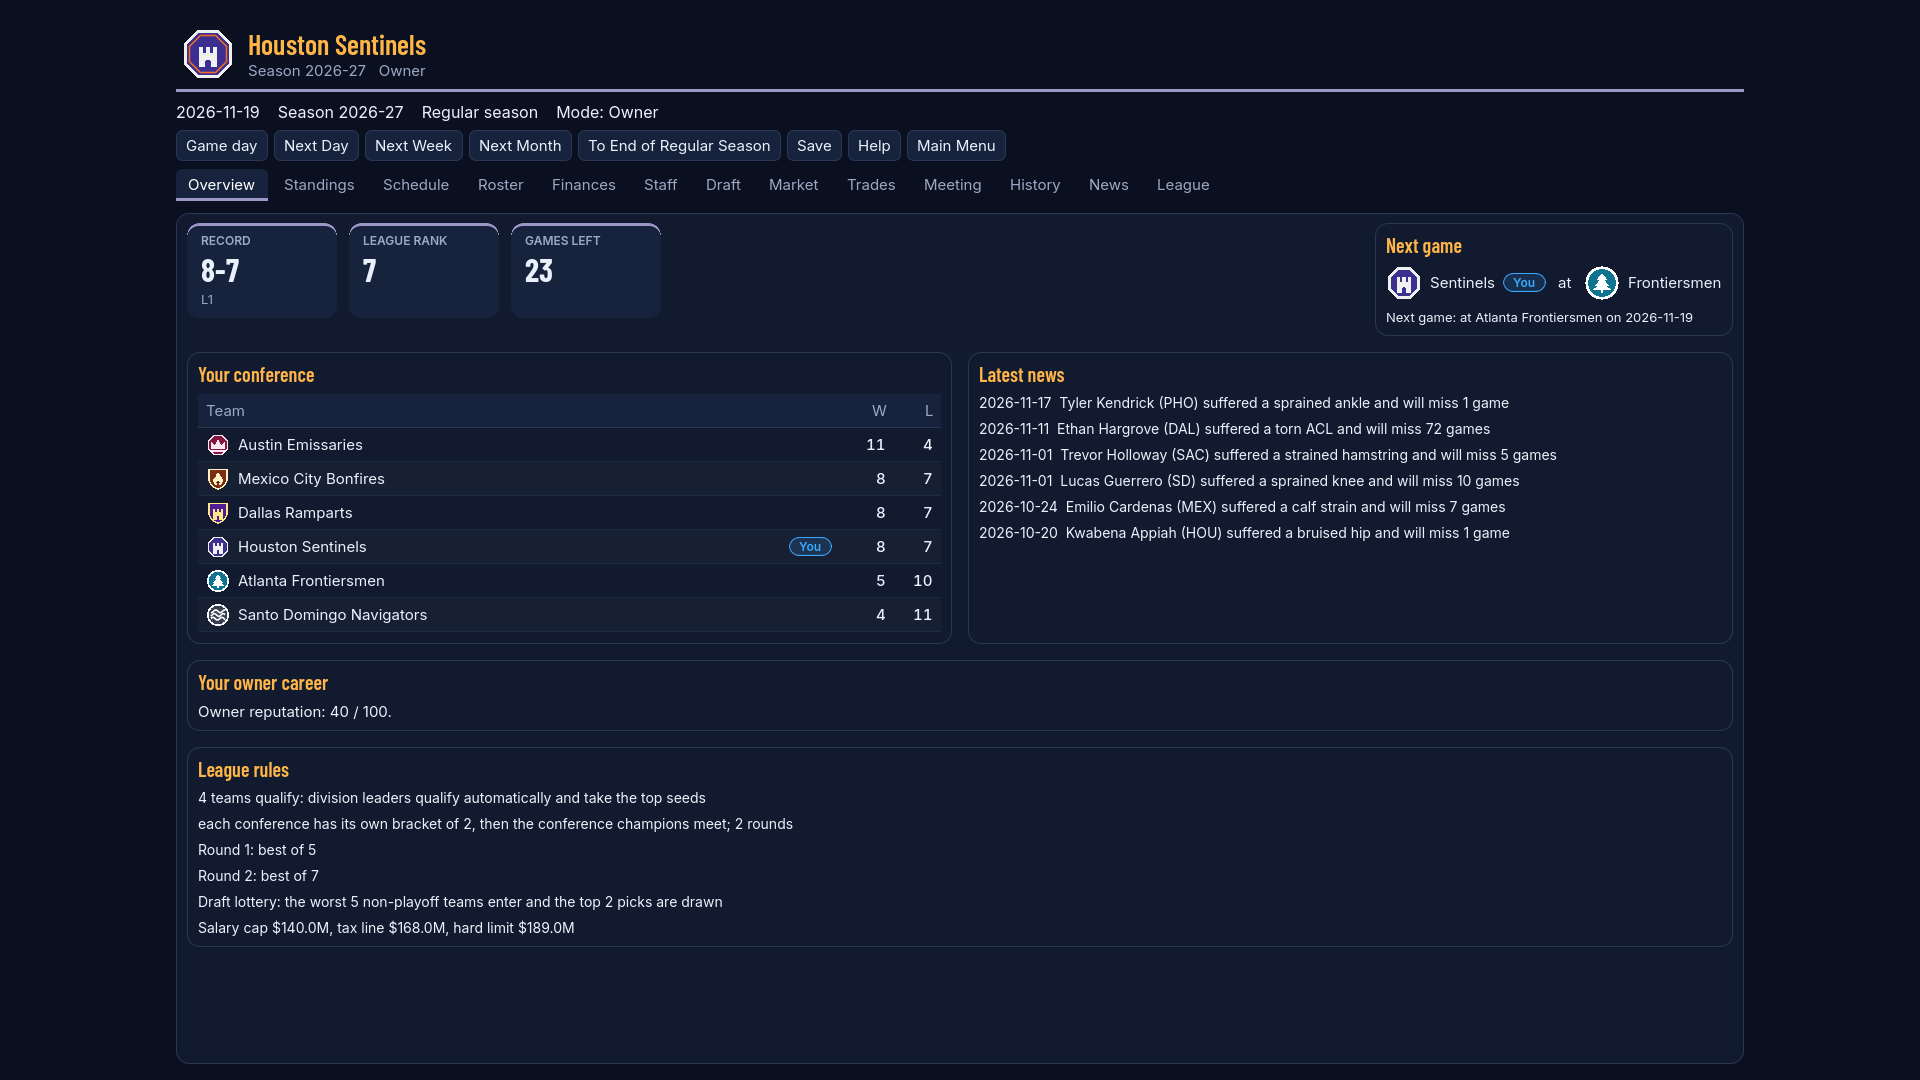 Houston Sentinels
Season 2026-27 Owner
2026-11-19 Season 2026-27 Regular season Mode: Owner
Game day Next Day Next Week Next Month To End of Regular Season Save Help Main Menu
Overview Standings Schedule Roster Finances Staff Draft Market Trades Meeting History News League
RECORD
8-7
L1
LEAGUE RANK
7
GAMES LEFT
23
Next game
Sentinels You at Frontiersmen
Next game: at Atlanta Frontiersmen on 2026-11-19
Your conference
Team W L
Austin Emissaries 11 4
Mexico City Bonfires 8 7
Dallas Ramparts 8 7
Houston Sentinels You 8 7
Atlanta Frontiersmen 5 10
Santo Domingo Navigators 4 11
Latest news
2026-11-17 Tyler Kendrick (PHO) suffered a sprained ankle and will miss 1 game
2026-11-11 Ethan Hargrove (DAL) suffered a torn ACL and will miss 72 games
2026-11-01 Trevor Holloway (SAC) suffered a strained hamstring and will miss 5 games
2026-11-01 Lucas Guerrero (SD) suffered a sprained knee and will miss 10 games
2026-10-24 Emilio Cardenas (MEX) suffered a calf strain and will miss 7 games
2026-10-20 Kwabena Appiah (HOU) suffered a bruised hip and will miss 1 game
Your owner career
Owner reputation: 40 / 100.
League rules
4 teams qualify: division leaders qualify automatically and take the top seeds
each conference has its own bracket of 2, then the conference champions meet; 2 rounds
Round 1: best of 5
Round 2: best of 7
Draft lottery: the worst 5 non-playoff teams enter and the top 2 picks are drawn
Salary cap $140.0M, tax line $168.0M, hard limit $189.0M